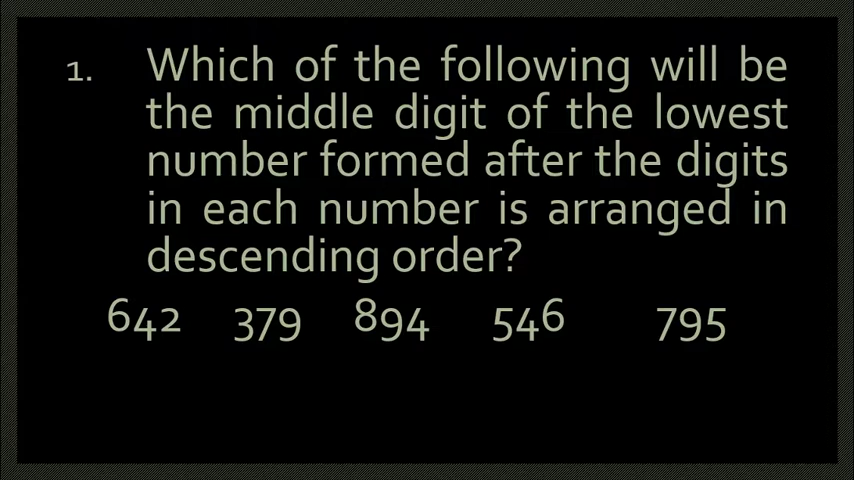 1. Which of the following will be
the middle digit of the lowest
number formed after the digits
in each number is arranged in
descending order?
642 379 894 546 795